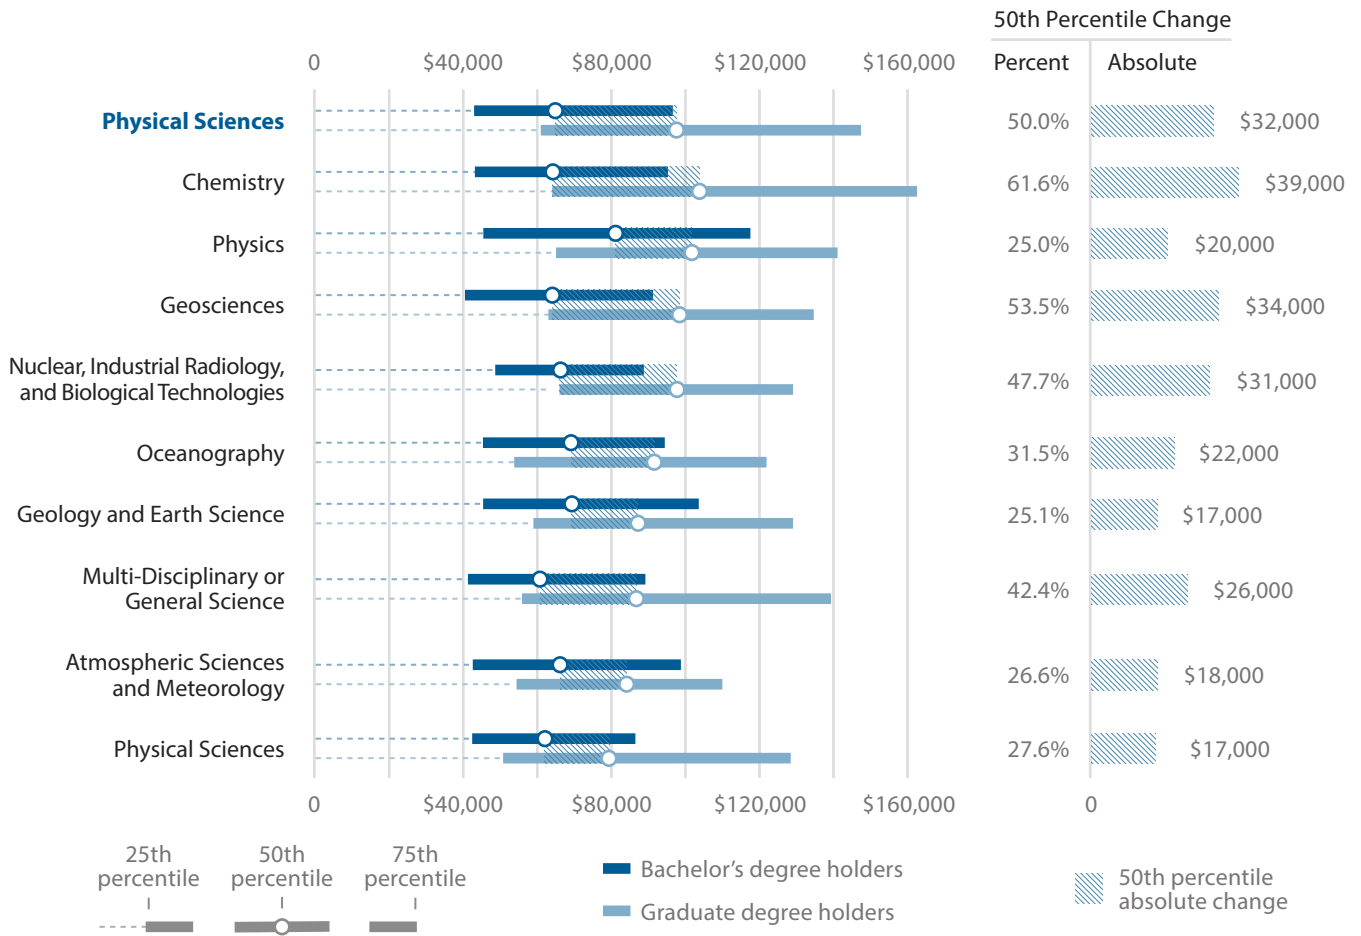 50th Percentile Change
0 $40,000 $80,000 $120,000 $160,000 Percent Absolute
Physical Sciences 50.0% $32,000
Chemistry 61.6% $39,000
Physics 25.0% $20,000
Geosciences 53.5% $34,000
Nuclear, Industrial Radiology,
and Biological Technologies 47.7% $31,000
Oceanography 31.5% $22,000
Geology and Earth Science 25.1% $17,000
Multi-Disciplinary or
General Science 42.4% $26,000
Atmospheric Sciences
and Meteorology 26.6% $18,000
Physical Sciences 27.6% $17,000
0 $40,000 $80,000 $120,000 $160,000 0
25th
percentile
50th
percentile
75th
percentile
Bachelor's degree holders
Graduate degree holders
50th percentile
absolute change